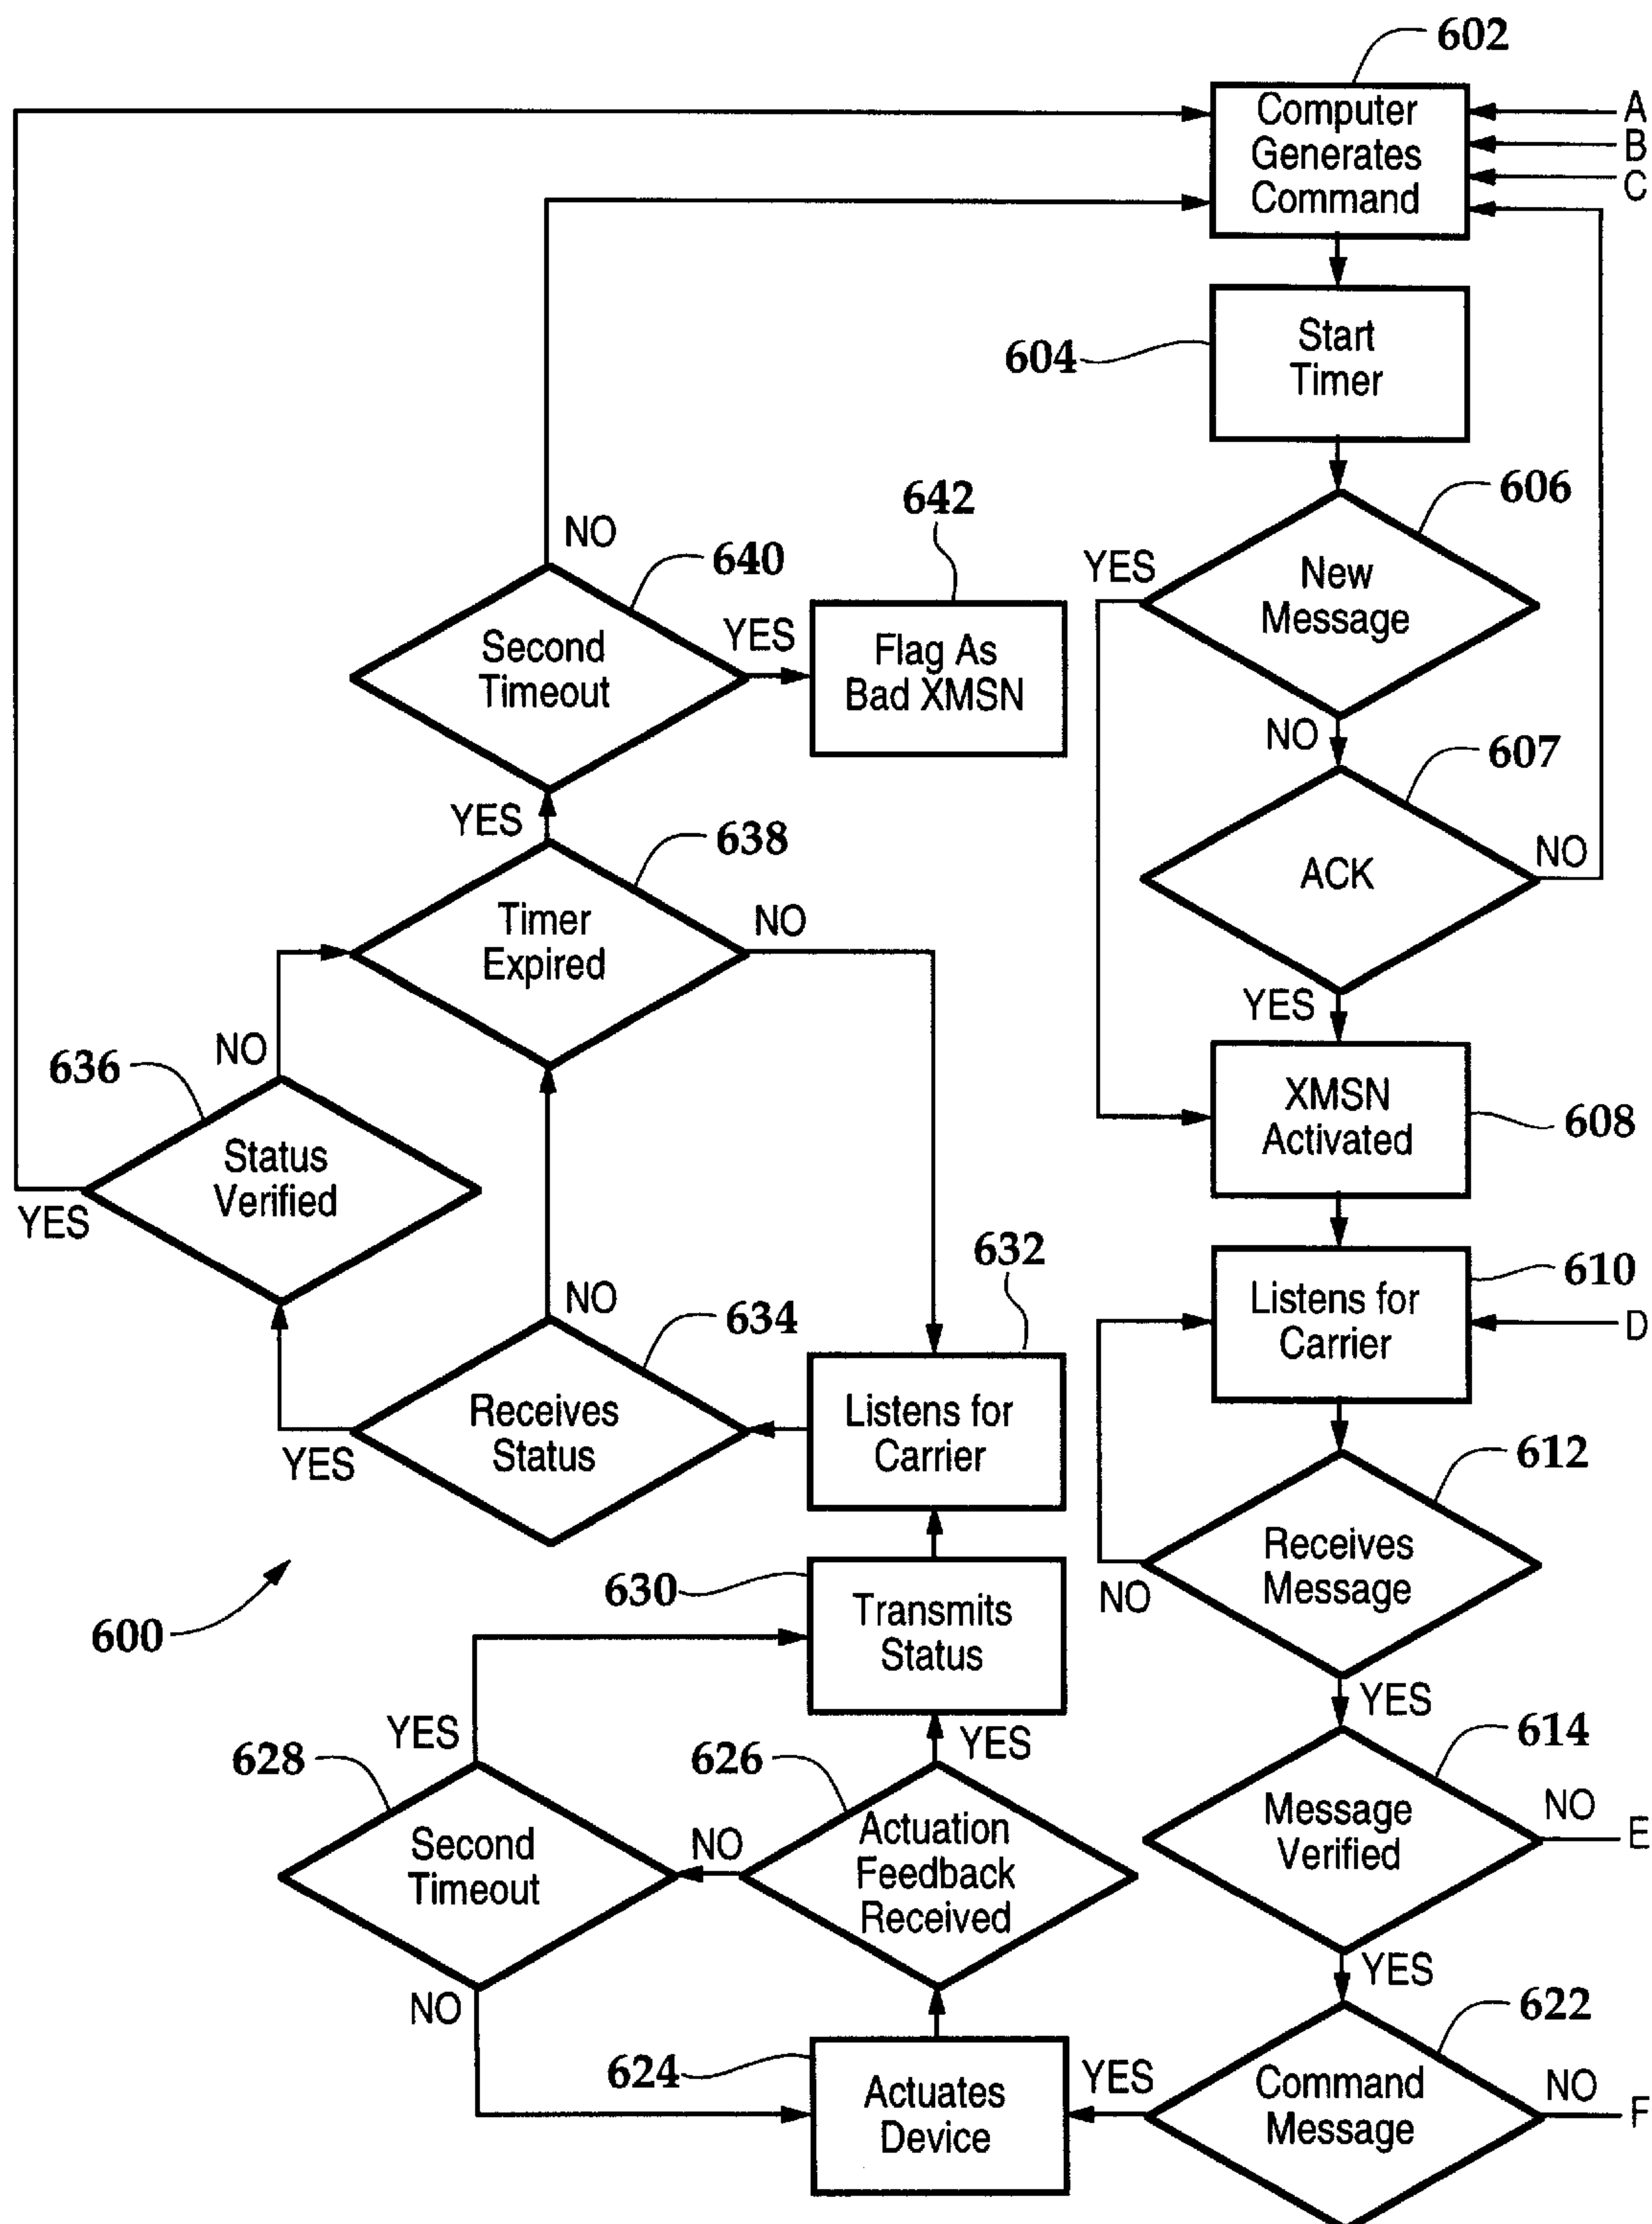 602
Computer
Generates
Command
A
B
C
604
Start
Timer
606
YES
New
Message
NO
607
ACK
NO
YES
XMSN
Activated
608
610
Listens for
Carrier
D
612
Receives
Message
NO
YES
614
Message
Verified
NO
E
YES
622
Command
Message
NO
F
YES
624
Actuates
Device
626
Actuation
Feedback
Received
NO
YES
628
Second
Timeout
YES
NO
630
Transmits
Status
632
Listens for
Carrier
634
Receives
Status
NO
YES
636
Status
Verified
NO
YES
638
Timer
Expired
NO
YES
640
Second
Timeout
NO
YES
642
Flag As
Bad XMSN
600